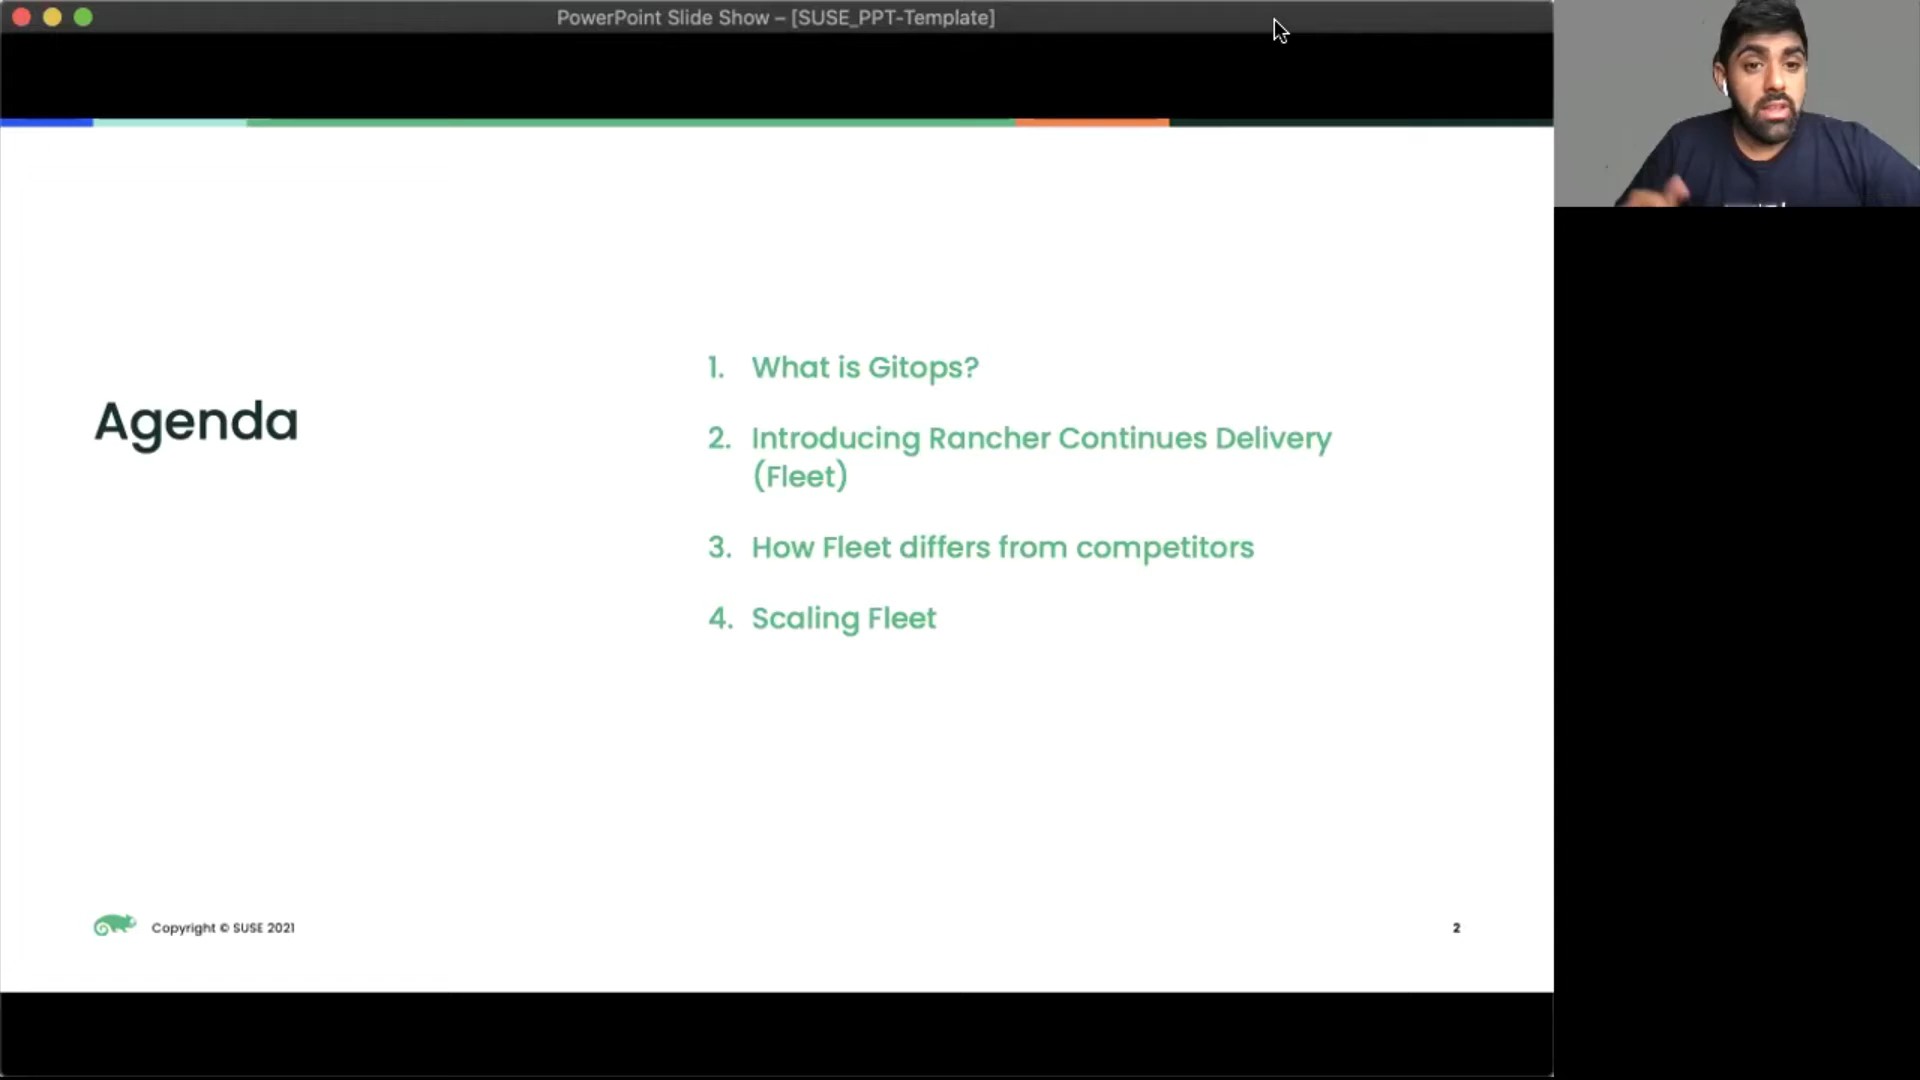 PowerPoint Slide Show – [SUSE_PPT-Template]
Agenda
1. What is Gitops?
2. Introducing Rancher Continues Delivery
(Fleet)
3. How Fleet differs from competitors
4. Scaling Fleet
Copyright © SUSE 2021
2